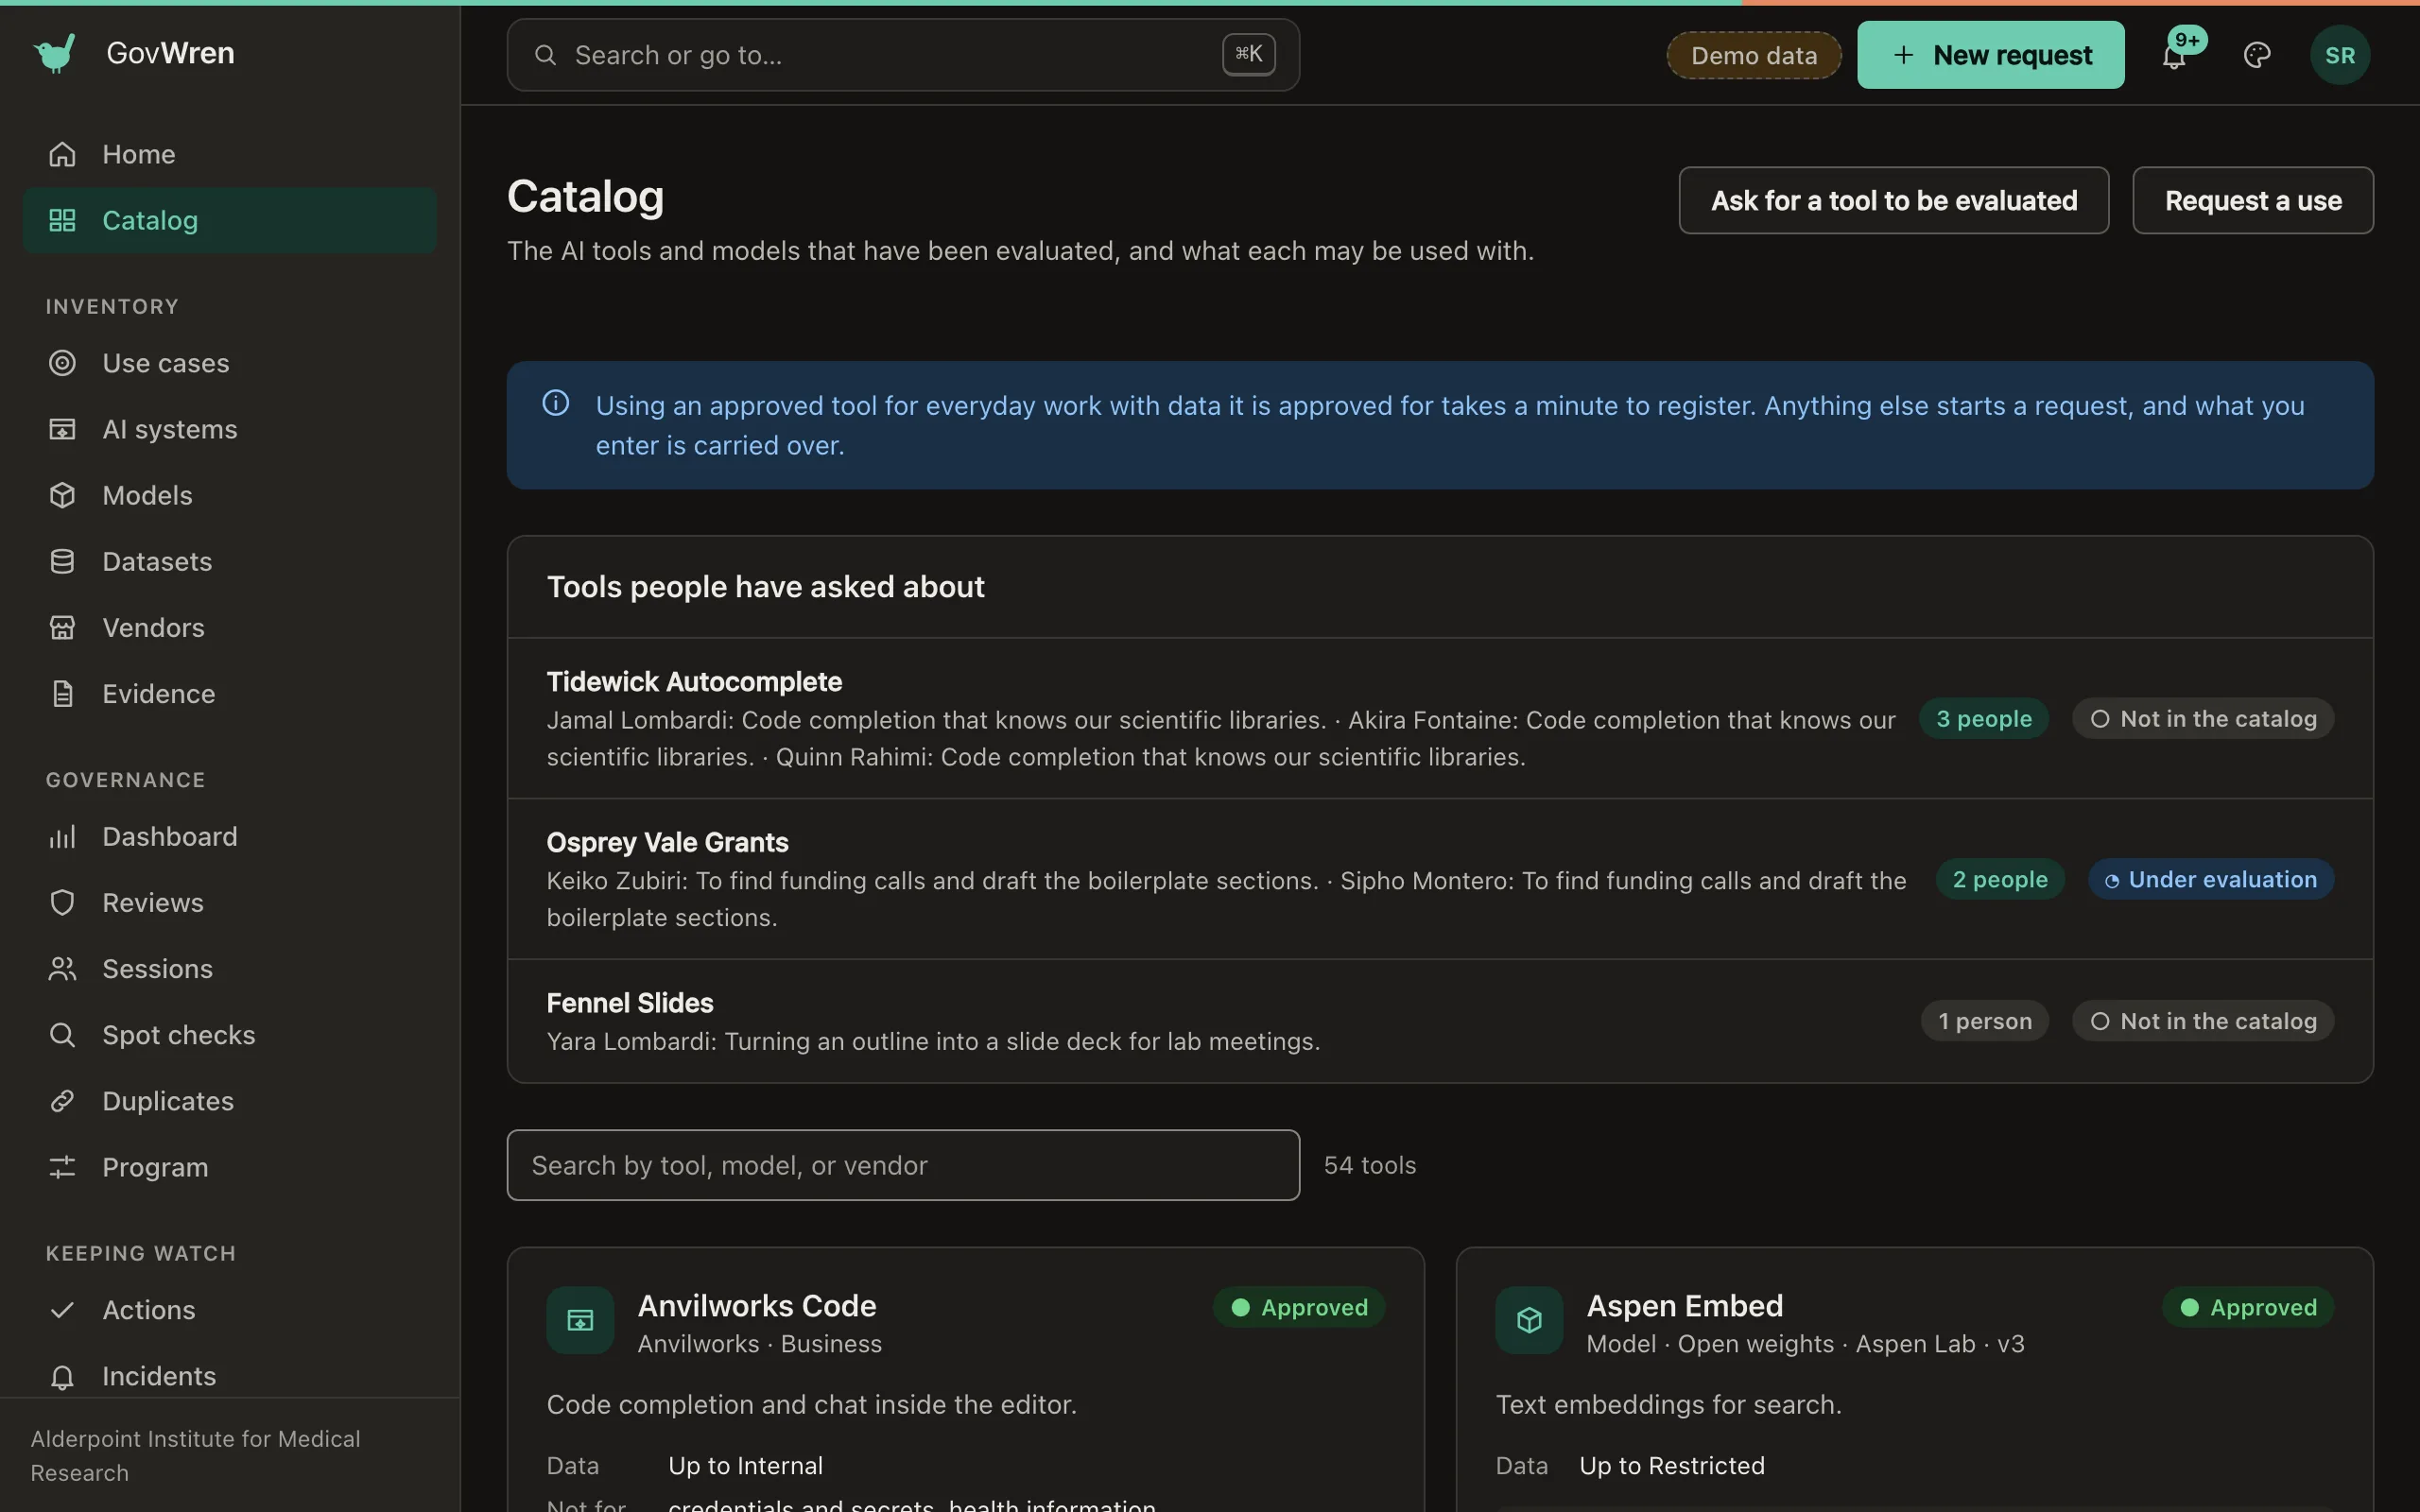 GovWren
Search or go to...
⌘K
Demo data
+ New request
9+
SR
Home
Catalog
INVENTORY
Use cases
AI systems
Models
Datasets
Vendors
Evidence
GOVERNANCE
Dashboard
Reviews
Sessions
Spot checks
Duplicates
Program
KEEPING WATCH
Actions
Incidents
Alderpoint Institute for Medical
Research
Catalog
The AI tools and models that have been evaluated, and what each may be used with.
Ask for a tool to be evaluated
Request a use
Using an approved tool for everyday work with data it is approved for takes a minute to register. Anything else starts a request, and what you
enter is carried over.
Tools people have asked about
Tidewick Autocomplete
Jamal Lombardi: Code completion that knows our scientific libraries. · Akira Fontaine: Code completion that knows our
scientific libraries. · Quinn Rahimi: Code completion that knows our scientific libraries.
3 people
Not in the catalog
Osprey Vale Grants
Keiko Zubiri: To find funding calls and draft the boilerplate sections. · Sipho Montero: To find funding calls and draft the
boilerplate sections.
2 people
Under evaluation
Fennel Slides
Yara Lombardi: Turning an outline into a slide deck for lab meetings.
1 person
Not in the catalog
Search by tool, model, or vendor
54 tools
Anvilworks Code
Approved
Anvilworks · Business
Code completion and chat inside the editor.
Data Up to Internal
Not for credentials and secrets, health information
Aspen Embed
Approved
Model · Open weights · Aspen Lab · v3
Text embeddings for search.
Data Up to Restricted